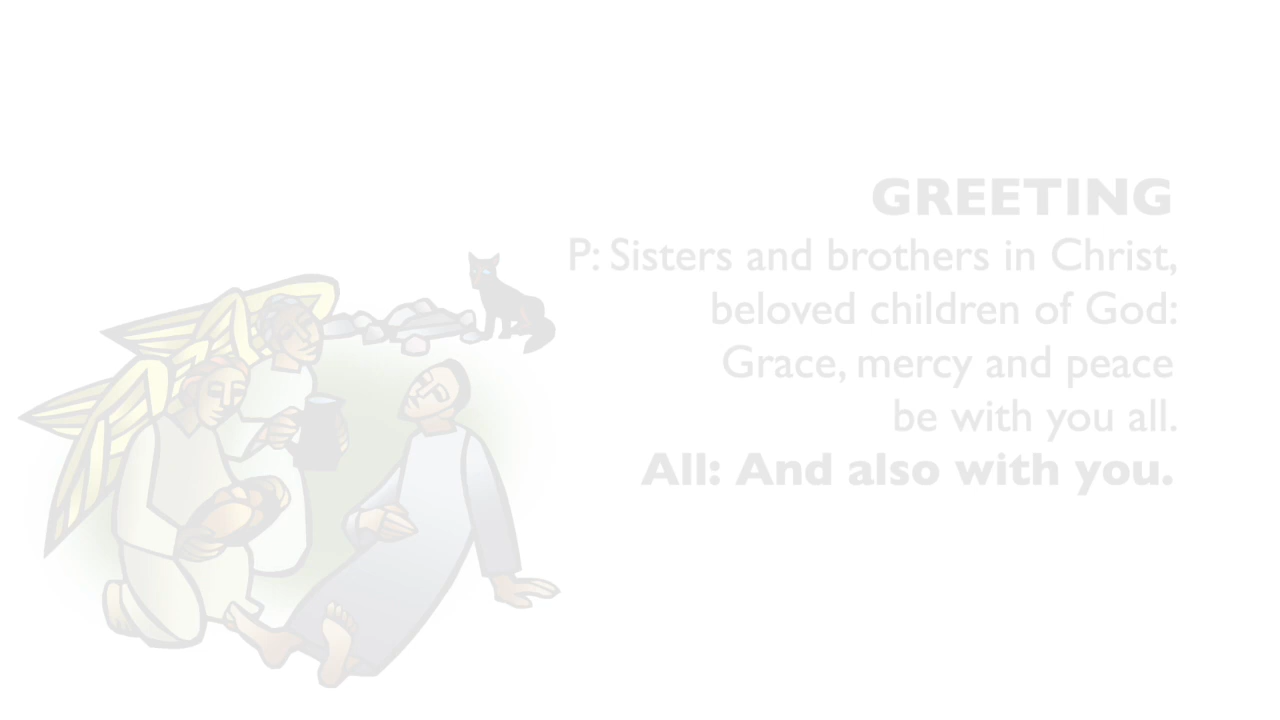 GREETING
P: Sisters and brothers in Christ,
beloved children of God:
Grace, mercy and peace
be with you all.
All: And also with you.